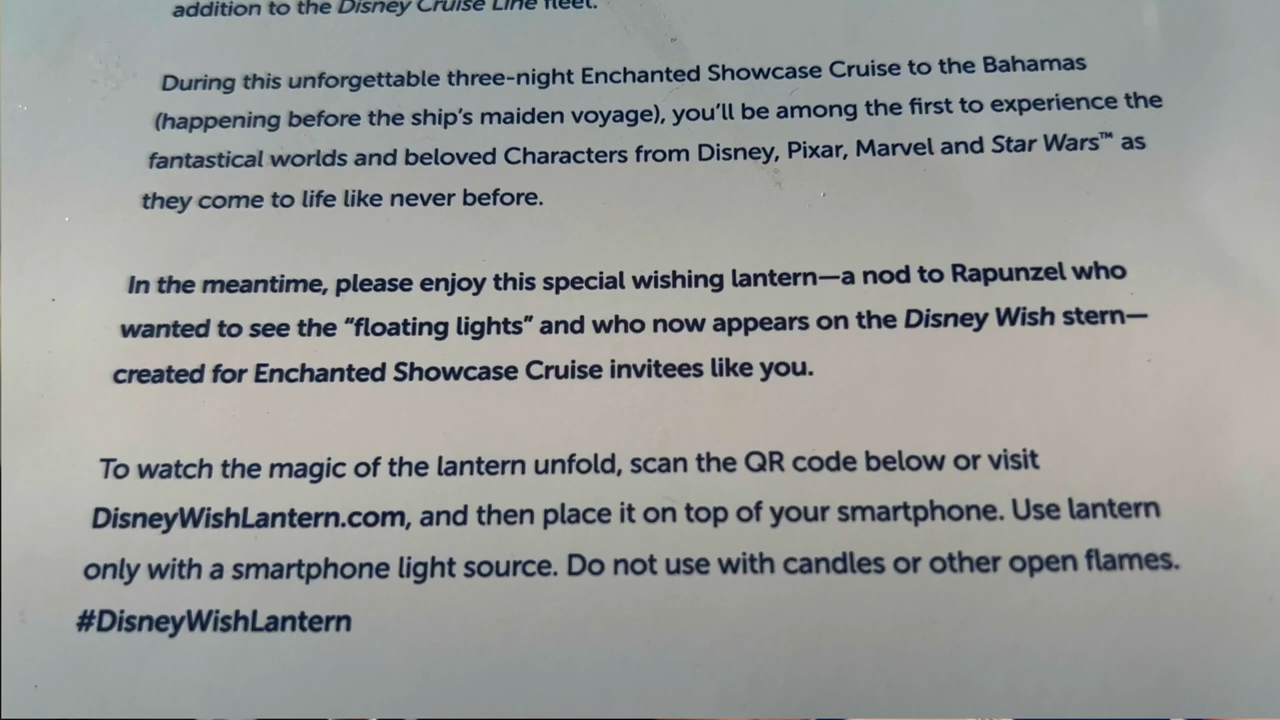 addition to the Disney Cruise Line fleet.
During this unforgettable three-night Enchanted Showcase Cruise to the Bahamas
(happening before the ship's maiden voyage), you'll be among the first to experience the
fantastical worlds and beloved Characters from Disney, Pixar, Marvel and Star Wars™ as
they come to life like never before.
In the meantime, please enjoy this special wishing lantern—a nod to Rapunzel who
wanted to see the “floating lights” and who now appears on the Disney Wish stern—
created for Enchanted Showcase Cruise invitees like you.
To watch the magic of the lantern unfold, scan the QR code below or visit
DisneyWishLantern.com, and then place it on top of your smartphone. Use lantern
only with a smartphone light source. Do not use with candles or other open flames.
#DisneyWishLantern